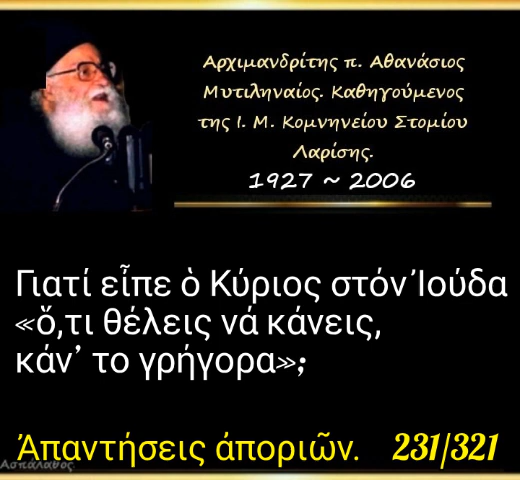 Αρχιμανδρίτης π. Αθανάσιος
Μυτιληναίος. Καθηγούμενος
της Ι. Μ. Κομνηνείου Στομίου
Λαρίσης.
1927 ~ 2006
Γιατί εἶπε ὁ Κύριος στόν Ἰούδα
«ὅ,τι θέλεις νά κάνεις,
κάν’ το γρήγορα»;
Ἀπαντήσεις ἀποριῶν. 231/321
Ασπάλαθος.